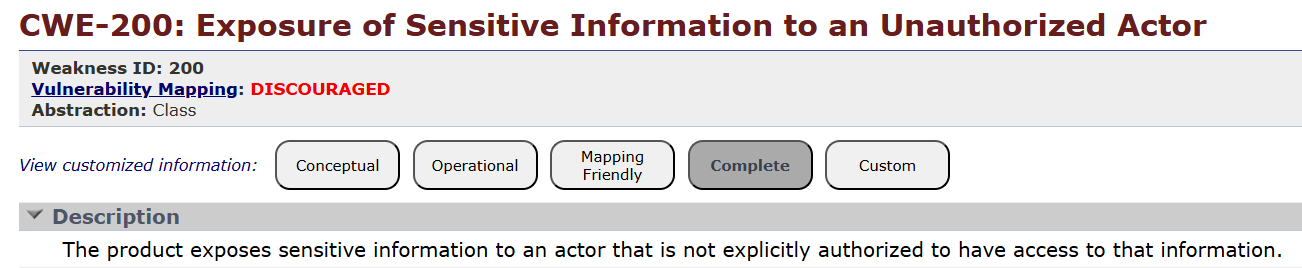 CWE-200: Exposure of Sensitive Information to an Unauthorized Actor
Weakness ID: 200
Vulnerability Mapping: DISCOURAGED
Abstraction: Class
View customized information:
Conceptual
Operational
Mapping
Friendly
Complete
Custom
Description
The product exposes sensitive information to an actor that is not explicitly authorized to have access to that information.